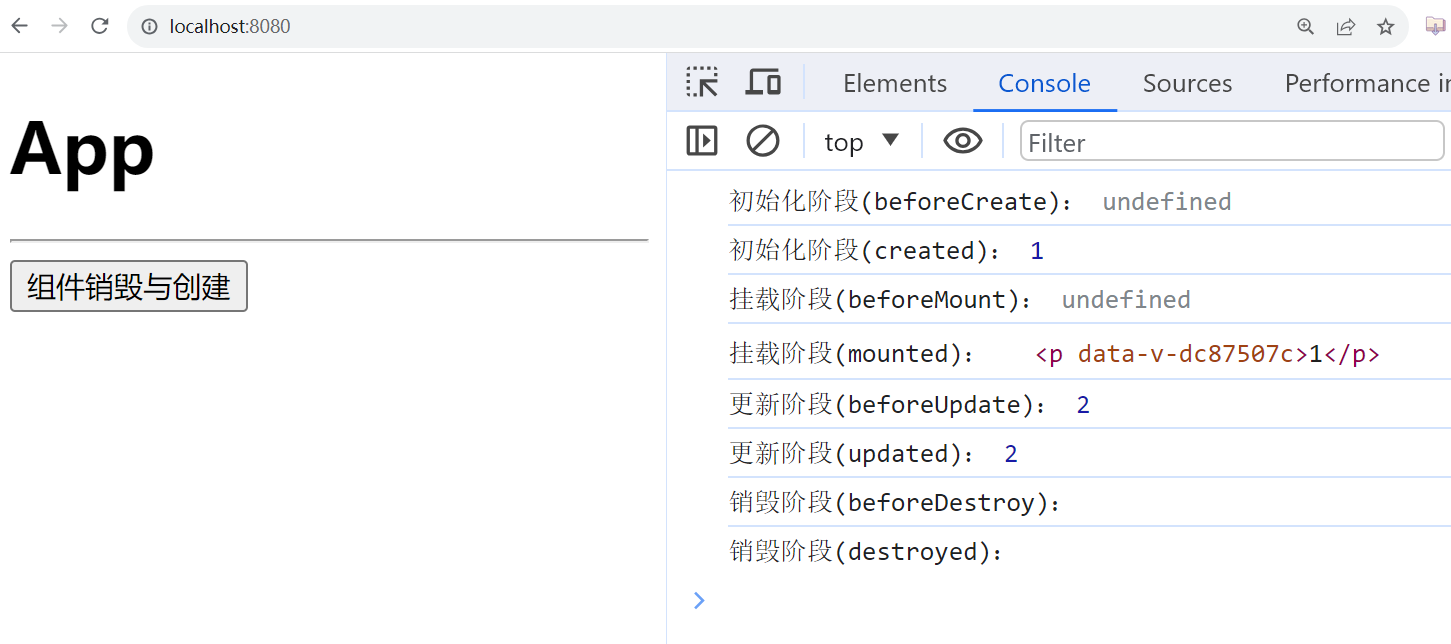 localhost:8080
App
组件销毁与创建
Elements Console Sources Performance
top Filter
初始化阶段(beforeCreate)： undefined
初始化阶段(created)： 1
挂载阶段(beforeMount)： undefined
挂载阶段(mounted)： <p data-v-dc87507c>1</p>
更新阶段(beforeUpdate)： 2
更新阶段(updated)： 2
销毁阶段(beforeDestroy)：
销毁阶段(destroyed)：